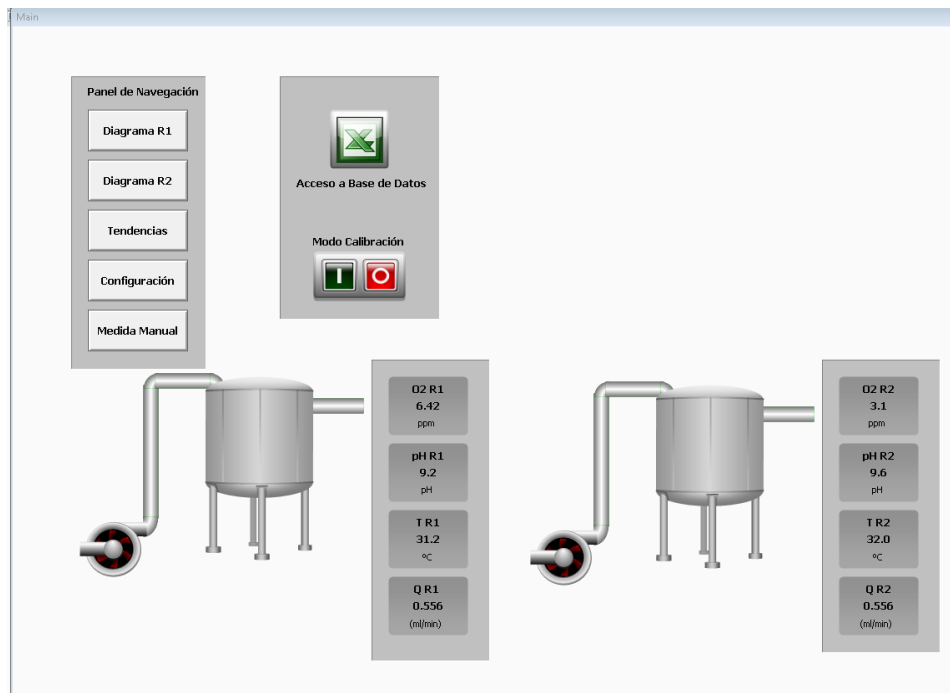 Main
Panel de Navegación
Diagrama R1
Diagrama R2
Tendencias
Configuración
Medida Manual
Acceso a Base de Datos
Modo Calibración
O2 R1
6.42
ppm
pH R1
9.2
pH
T R1
31.2
ºC
Q R1
0.556
(ml/min)
O2 R2
3.1
ppm
pH R2
9.6
pH
T R2
32.0
ºC
Q R2
0.556
(ml/min)